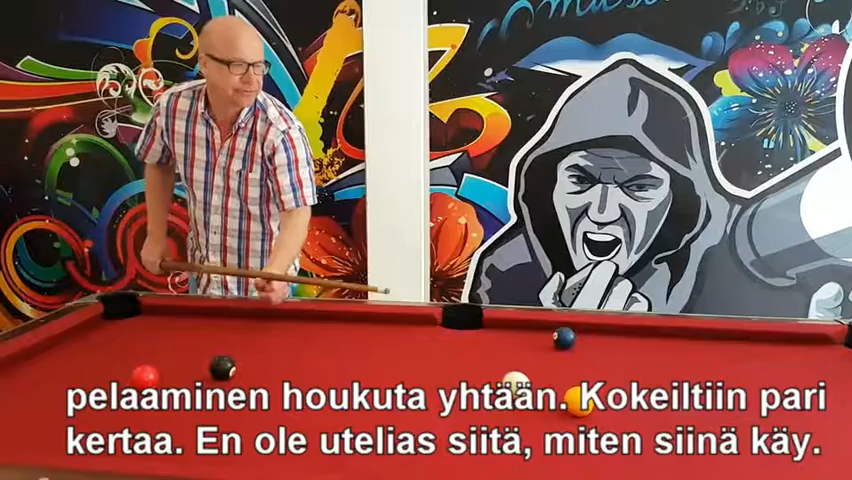 pelaaminen houkuta yhtään. Kokeiltiin pari
kertaa. En ole utelias siitä, miten siinä käy.